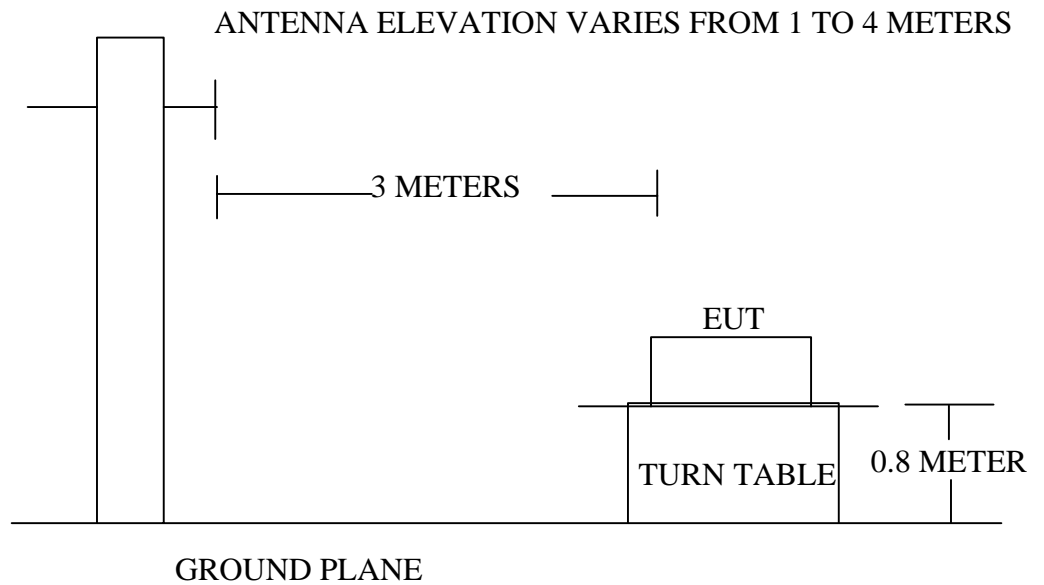 ANTENNA ELEVATION VARIES FROM 1 TO 4 METERS
3 METERS
EUT
TURN TABLE
0.8 METER
GROUND PLANE